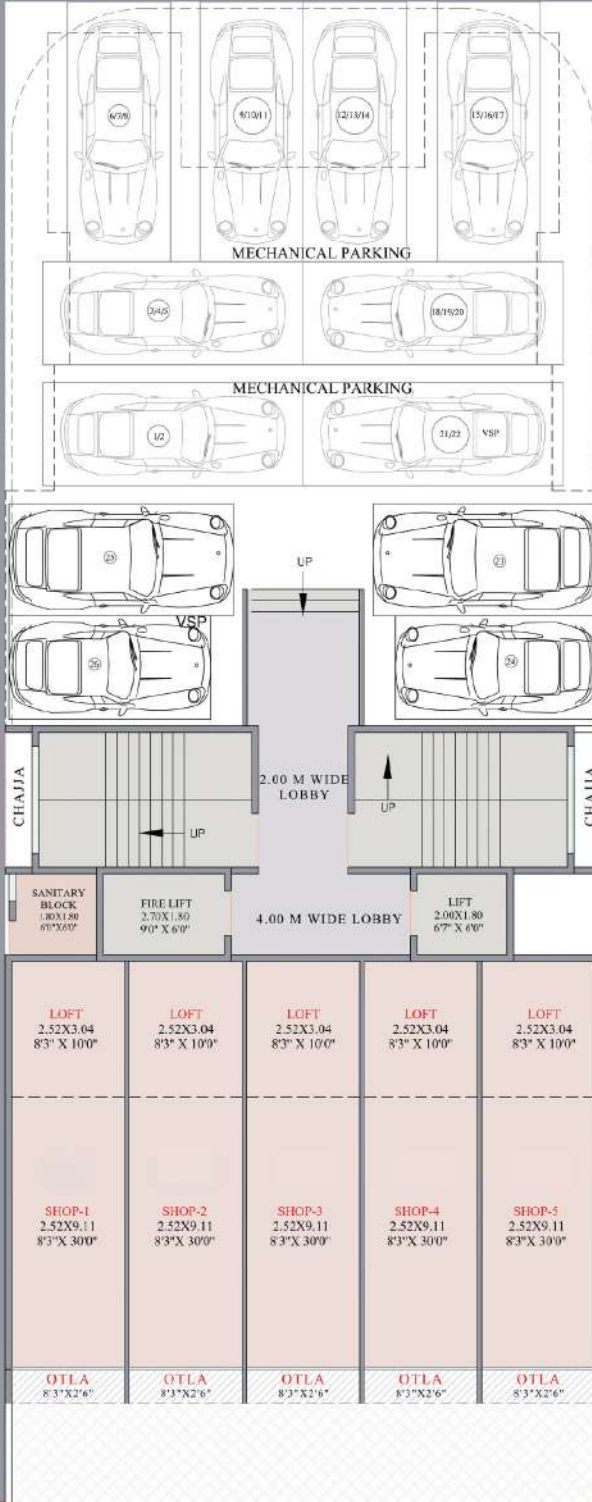 6/7/8
9/10/11
12/13/14
15/16/17
MECHANICAL PARKING
3/4/5
18/19/20
MECHANICAL PARKING
1/2
21/22
VSP
25
23
UP
VSP
26
24
CHAJJA
2.00 M WIDE
LOBBY
UP
UP
CHAJJA
SANITARY
BLOCK
1.80X1.80
6'0"X6'0"
FIRE LIFT
2.70X1.80
9'0" X 6'0"
4.00 M WIDE LOBBY
LIFT
2.00X1.80
6'7" X 6'0"
LOFT
2.52X3.04
8'3" X 10'0"
LOFT
2.52X3.04
8'3" X 10'0"
LOFT
2.52X3.04
8'3" X 10'0"
LOFT
2.52X3.04
8'3" X 10'0"
LOFT
2.52X3.04
8'3" X 10'0"
SHOP-1
2.52X9.11
8'3"X 30'0"
SHOP-2
2.52X9.11
8'3"X 30'0"
SHOP-3
2.52X9.11
8'3"X 30'0"
SHOP-4
2.52X9.11
8'3"X 30'0"
SHOP-5
2.52X9.11
8'3"X 30'0"
OTLA
8'3"X2'6"
OTLA
8'3"X2'6"
OTLA
8'3"X2'6"
OTLA
8'3"X2'6"
OTLA
8'3"X2'6"